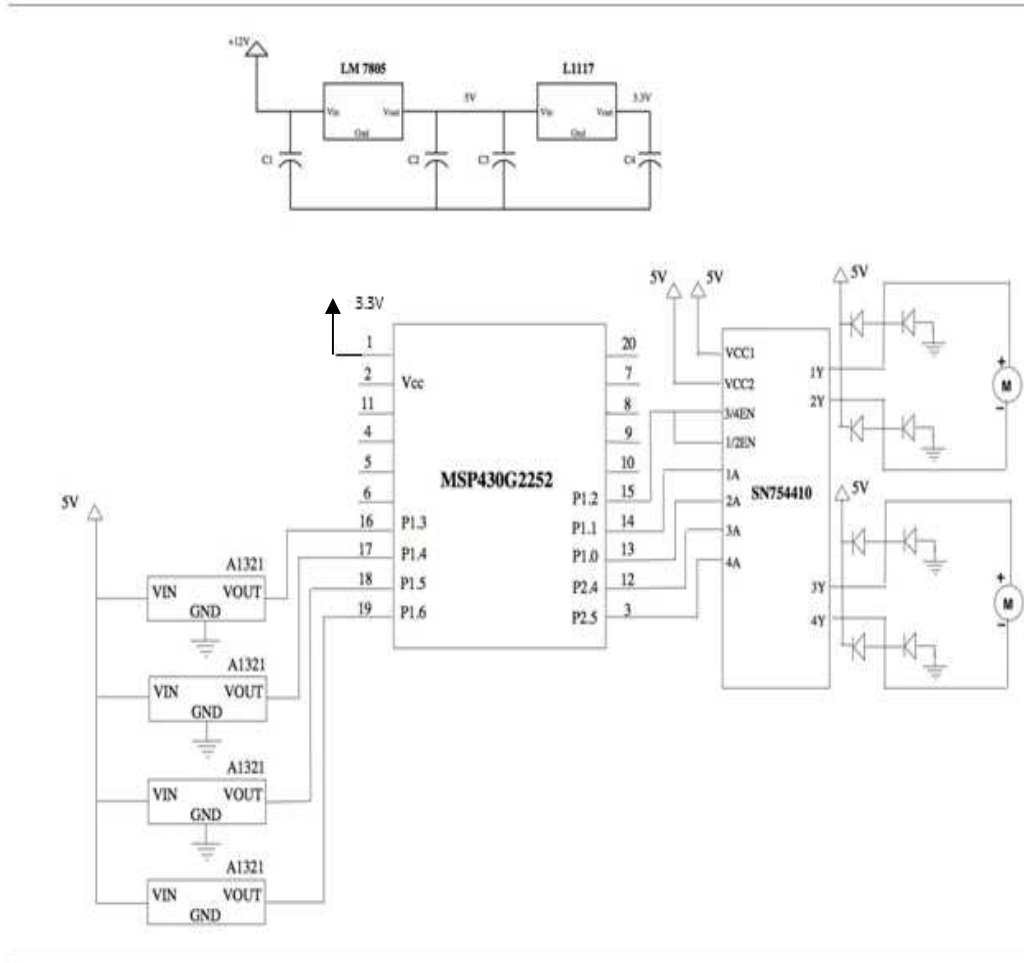 +12V
LM 7805
L1117
5V
3.3V
Vin
Vout
Gnd
Vin
Vout
Gnd
C1
C2
C3
C4
3.3V
1
2
11
4
5
6
16
17
18
19
Vcc
P1.3
P1.4
P1.5
P1.6
MSP430G2252
20
7
8
9
10
15
14
13
12
3
P1.2
P1.1
P1.0
P2.4
P2.5
5V
5V
VCC1
VCC2
3/4EN
1/2EN
1A
2A
3A
4A
SN754410
1Y
2Y
3Y
4Y
5V
+
M
-
5V
+
M
-
5V
A1321
VIN VOUT
GND
A1321
VIN VOUT
GND
A1321
VIN VOUT
GND
A1321
VIN VOUT
GND